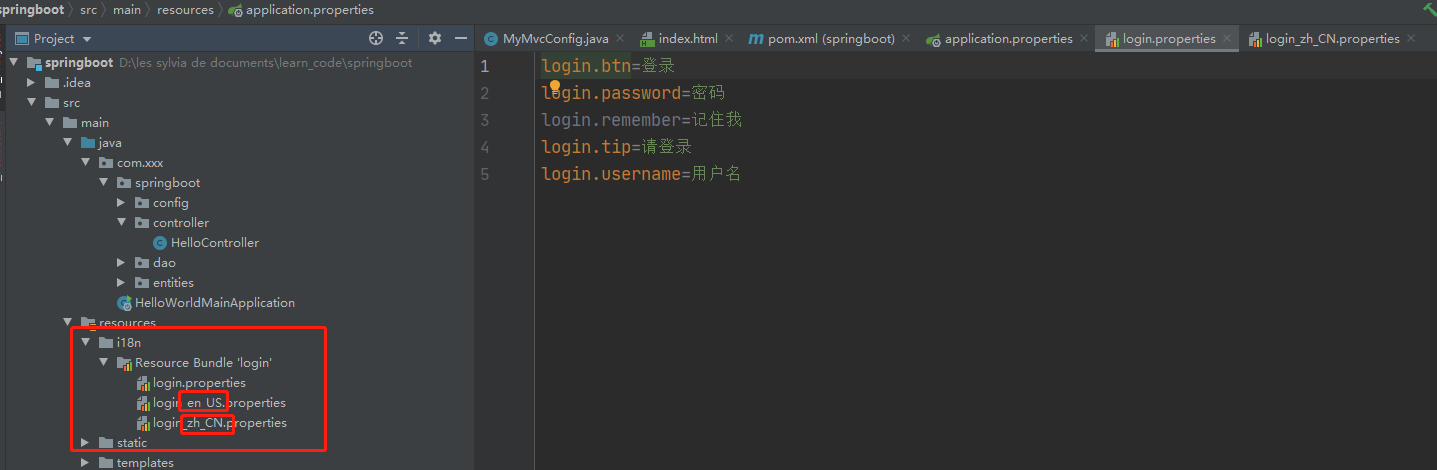 springboot src main resources application.properties
Project
MyMvcConfig.java index.html pom.xml (springboot) application.properties login.properties login_zh_CN.properties
springboot D:\les sylvia de documents\learn_code\springboot
.idea
src
main
java
com.xxx
springboot
config
controller
HelloController
dao
entities
HelloWorldMainApplication
resources
i18n
Resource Bundle 'login'
login.properties
login_en_US.properties
login_zh_CN.properties
static
templates
1 login.btn=登录
2 login.password=密码
3 login.remember=记住我
4 login.tip=请登录
5 login.username=用户名